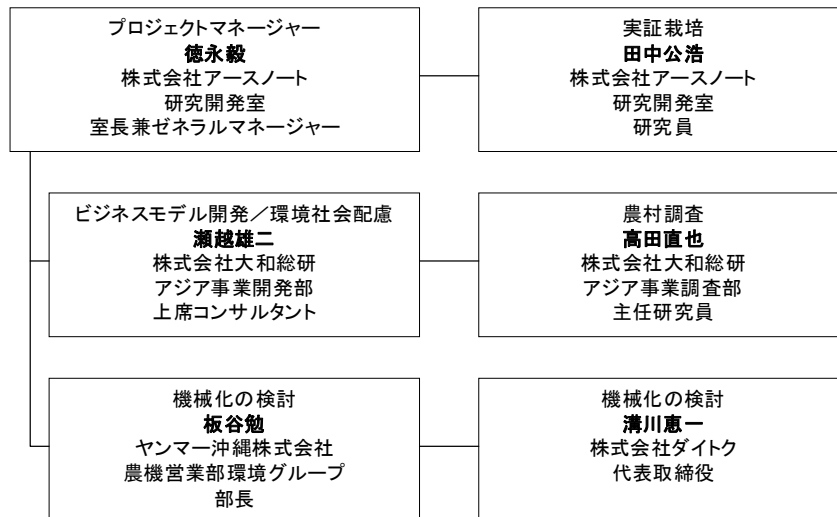 プロジェクトマネージャー
徳永毅
株式会社アースノート
研究開発室
室長兼ゼネラルマネージャー
実証栽培
田中公浩
株式会社アースノート
研究開発室
研究員
ビジネスモデル開発／環境社会配慮
瀬越雄二
株式会社大和総研
アジア事業開発部
上席コンサルタント
農村調査
高田直也
株式会社大和総研
アジア事業調査部
主任研究員
機械化の検討
板谷勉
ヤンマー沖縄株式会社
農機営業部環境グループ
部長
機械化の検討
溝川恵一
株式会社ダイトク
代表取締役